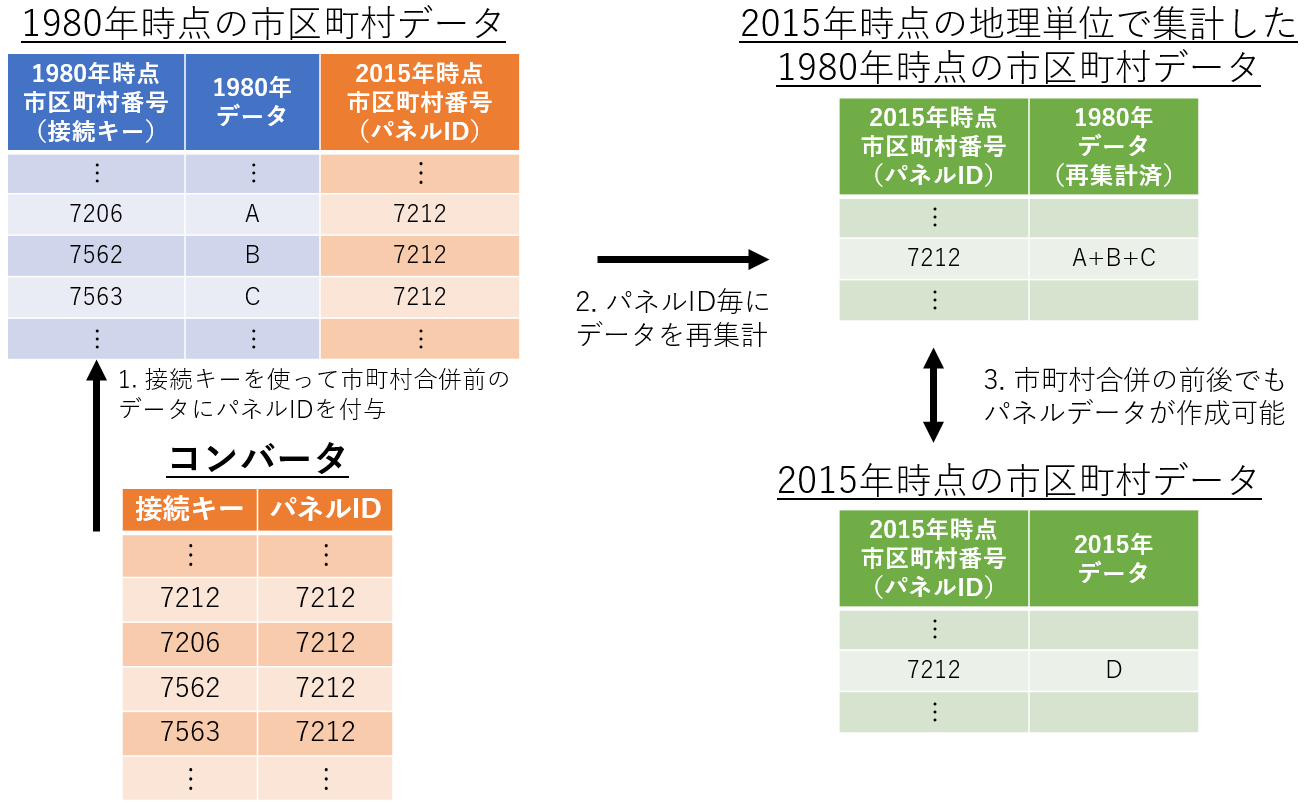 1980年時点の市区町村データ
1980年時点
市区町村番号
（接続キー）
1980年
データ
2015年時点
市区町村番号
（パネルID）
⋮ ⋮ ⋮
7206 A 7212
7562 B 7212
7563 C 7212
⋮ ⋮ ⋮
1. 接続キーを使って市町村合併前の
データにパネルIDを付与
コンバータ
接続キー パネルID
⋮ ⋮
7212 7212
7206 7212
7562 7212
7563 7212
⋮ ⋮
2. パネルID毎に
データを再集計
2015年時点の地理単位で集計した
1980年時点の市区町村データ
2015年時点
市区町村番号
（パネルID）
1980年
データ
（再集計済）
⋮
7212 A+B+C
⋮
3. 市町村合併の前後でも
パネルデータが作成可能
2015年時点の市区町村データ
2015年時点
市区町村番号
（パネルID）
2015年
データ
⋮
7212 D
⋮